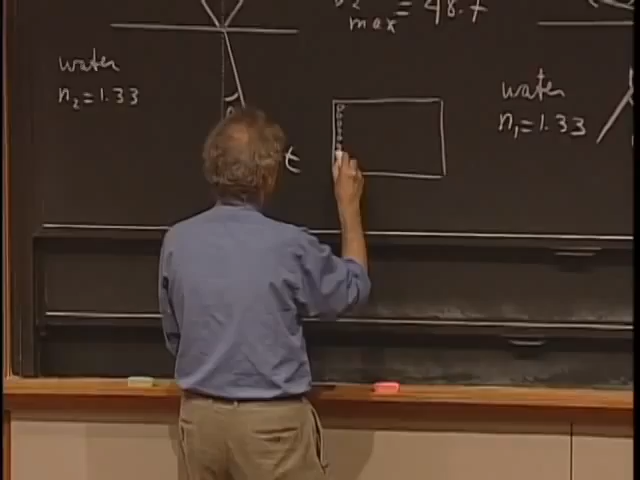 max = 48.7
water
n₂=1.33
t
water
n₁=1.33